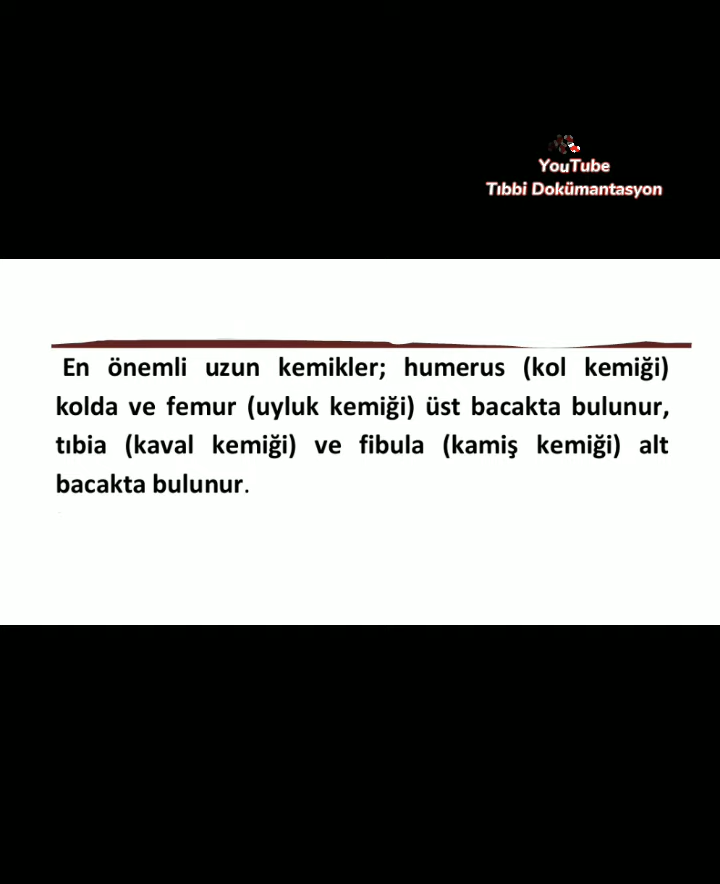 YouTube
Tıbbi Dokümantasyon
En önemli uzun kemikler; humerus (kol kemiği)
kolda ve femur (uyluk kemiği) üst bacakta bulunur,
tıbia (kaval kemiği) ve fibula (kamiş kemiği) alt
bacakta bulunur.